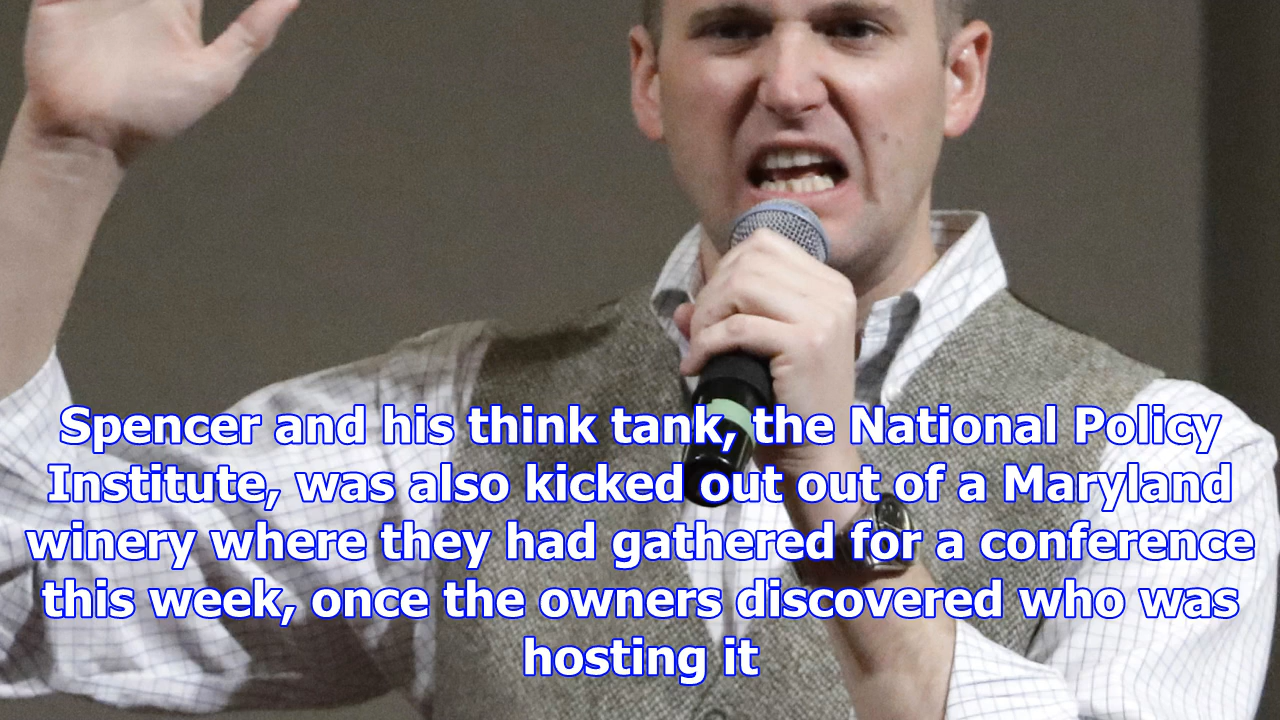 Spencer and his think tank, the National Policy
Institute, was also kicked out out of a Maryland
winery where they had gathered for a conference
this week, once the owners discovered who was
hosting it